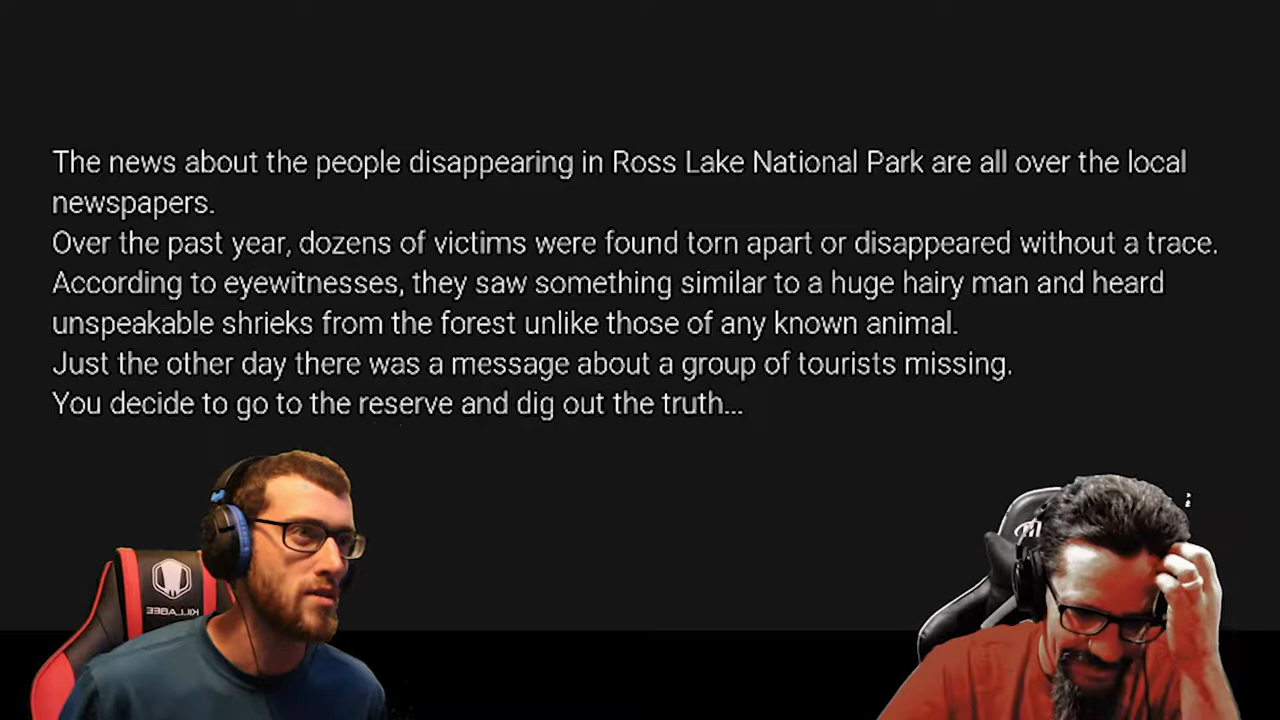 The news about the people disappearing in Ross Lake National Park are all over the local
newspapers.
Over the past year, dozens of victims were found torn apart or disappeared without a trace.
According to eyewitnesses, they saw something similar to a huge hairy man and heard
unspeakable shrieks from the forest unlike those of any known animal.
Just the other day there was a message about a group of tourists missing.
You decide to go to the reserve and dig out the truth...
KILLABEE